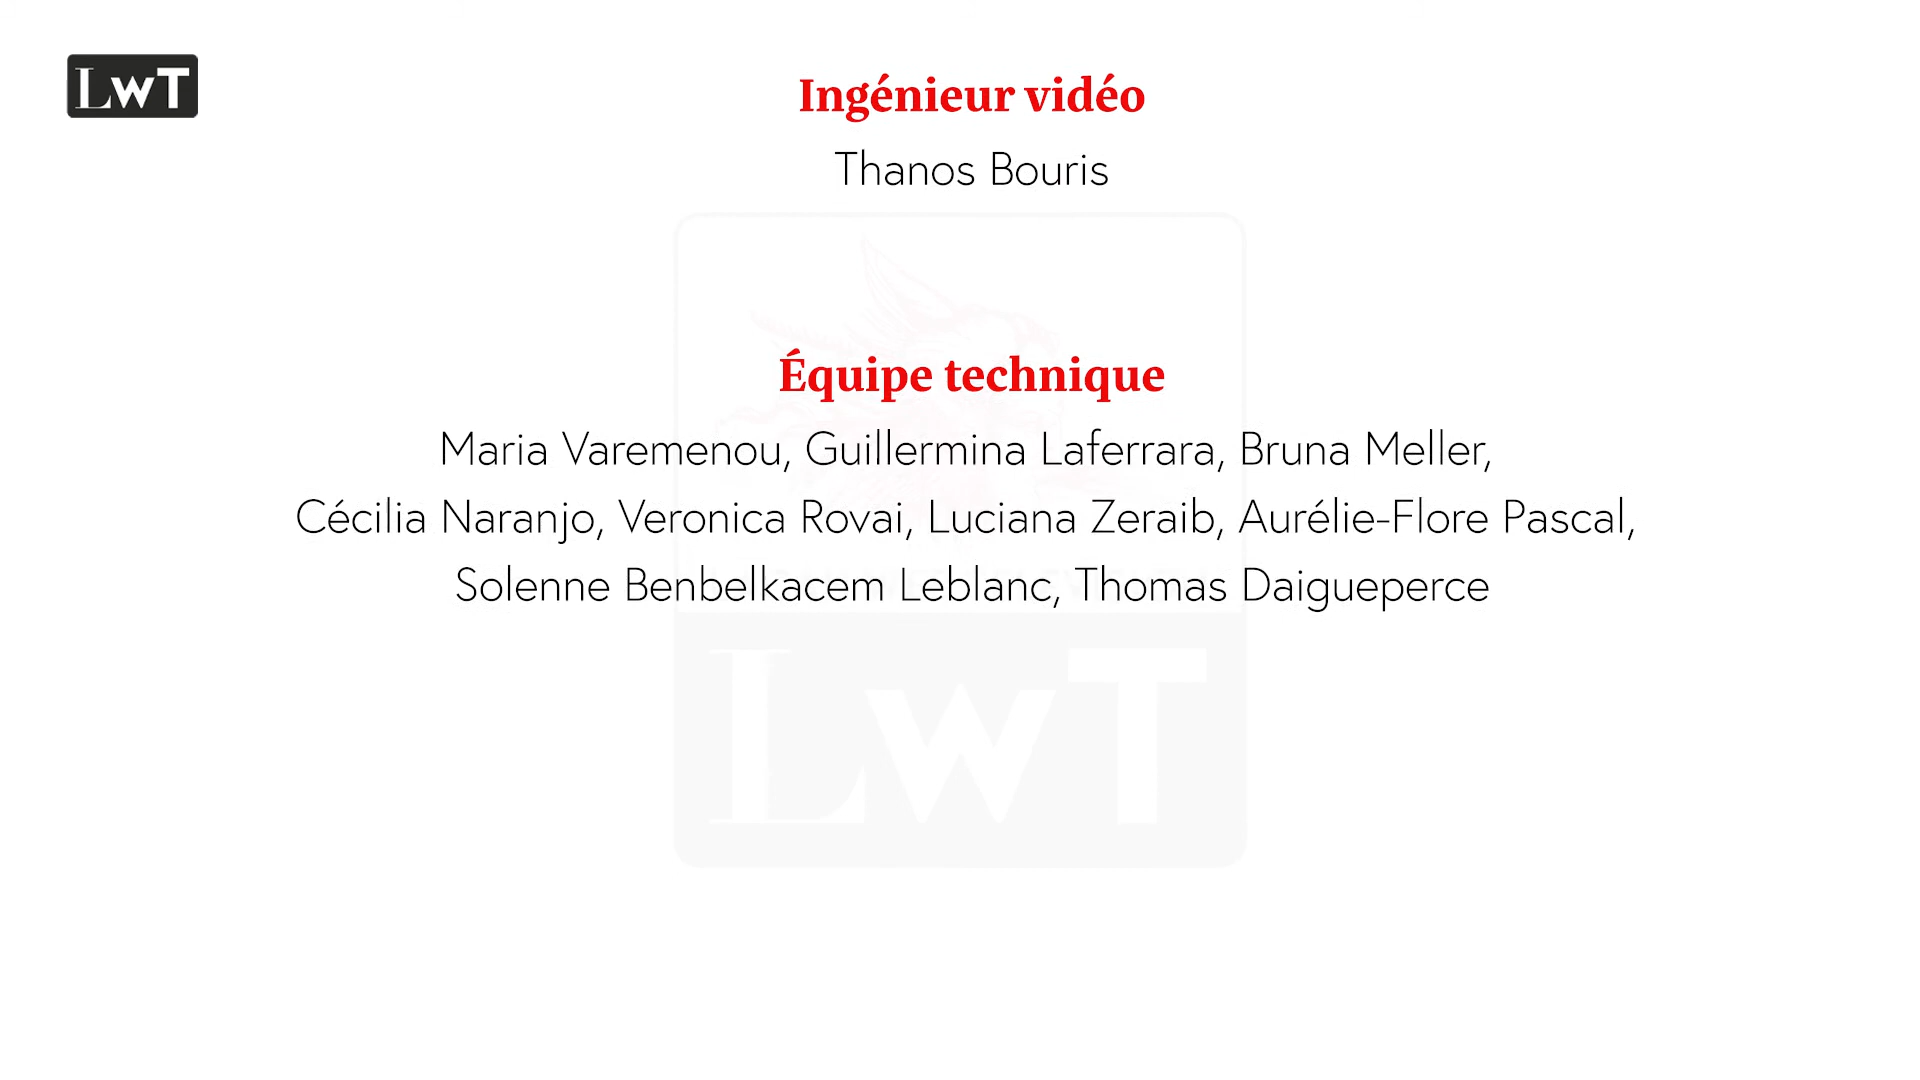 LwT
Ingénieur vidéo
Thanos Bouris
Équipe technique
Maria Varemenou, Guillermina Laferrara, Bruna Meller,
Cécilia Naranjo, Veronica Rovai, Luciana Zeraib, Aurélie-Flore Pascal,
Solenne Benbelkacem Leblanc, Thomas Daigueperce
LwT